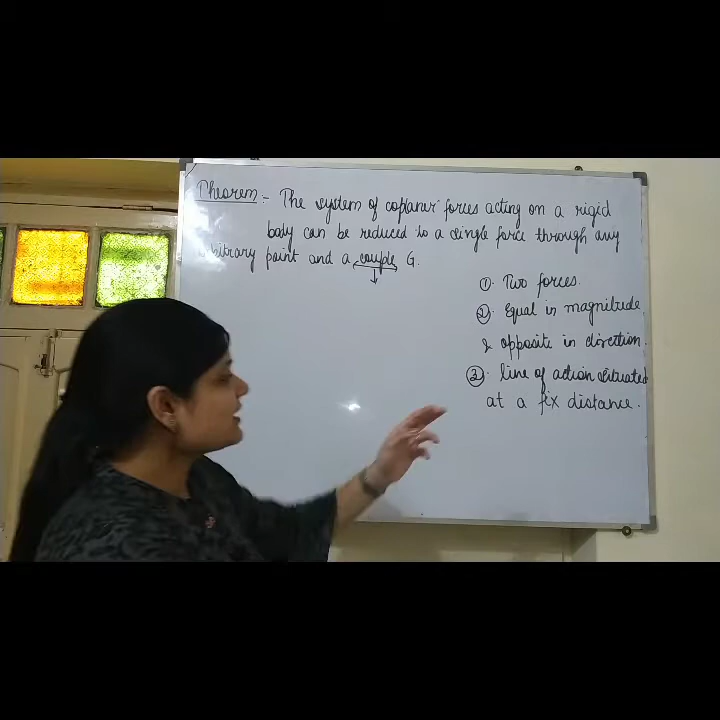 Theorem :- The system of coplaner forces acting on a rigid
body can be reduced to a single force through any
arbitrary point and a couple G.
① Two forces.
② Equal in magnitude
& opposite in direction.
③ line of action situated
at a fix distance.